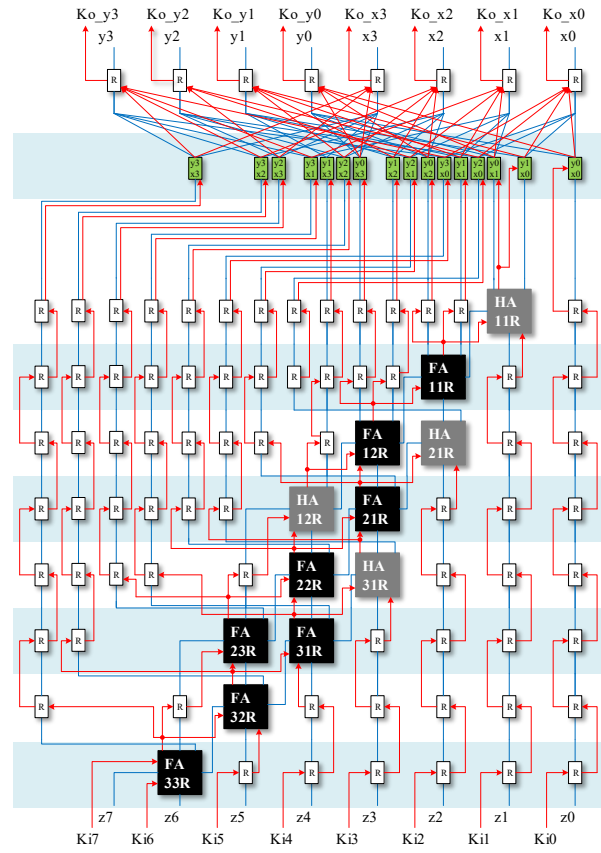 Ko_y3 Ko_y2 Ko_y1 Ko_y0 Ko_x3 Ko_x2 Ko_x1 Ko_x0
y3 y2 y1 y0 x3 x2 x1 x0
R R R R R R R R
y3 y3 y2 y3 y1 y2 y0 y1 y2 y0 y3 y1 y2 y0 y1 y0
x3 x2 x3 x1 x3 x2 x3 x2 x1 x2 x0 x1 x0 x1 x0 x0
R R R R R R R R R R R R R HA R
11R
R R R R R R R R R R R FA R R
11R
R R R R R R R R FA HA R R
12R 21R
R R R R R R HA FA R R R
12R 21R
R R R R R FA HA R R R
22R 31R
R R FA FA R R R R
23R 31R
R R FA R R R R R
32R
FA R R R R R R
33R
z7 z6 z5 z4 z3 z2 z1 z0
Ki7 Ki6 Ki5 Ki4 Ki3 Ki2 Ki1 Ki0